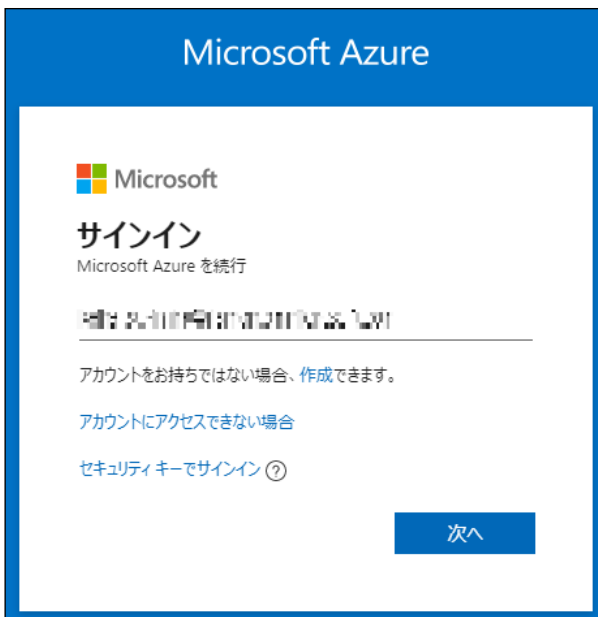 Microsoft Azure
Microsoft
サインイン
Microsoft Azure を続行
アカウントをお持ちではない場合、作成できます。
アカウントにアクセスできない場合
セキュリティ キーでサインイン ?
次へ